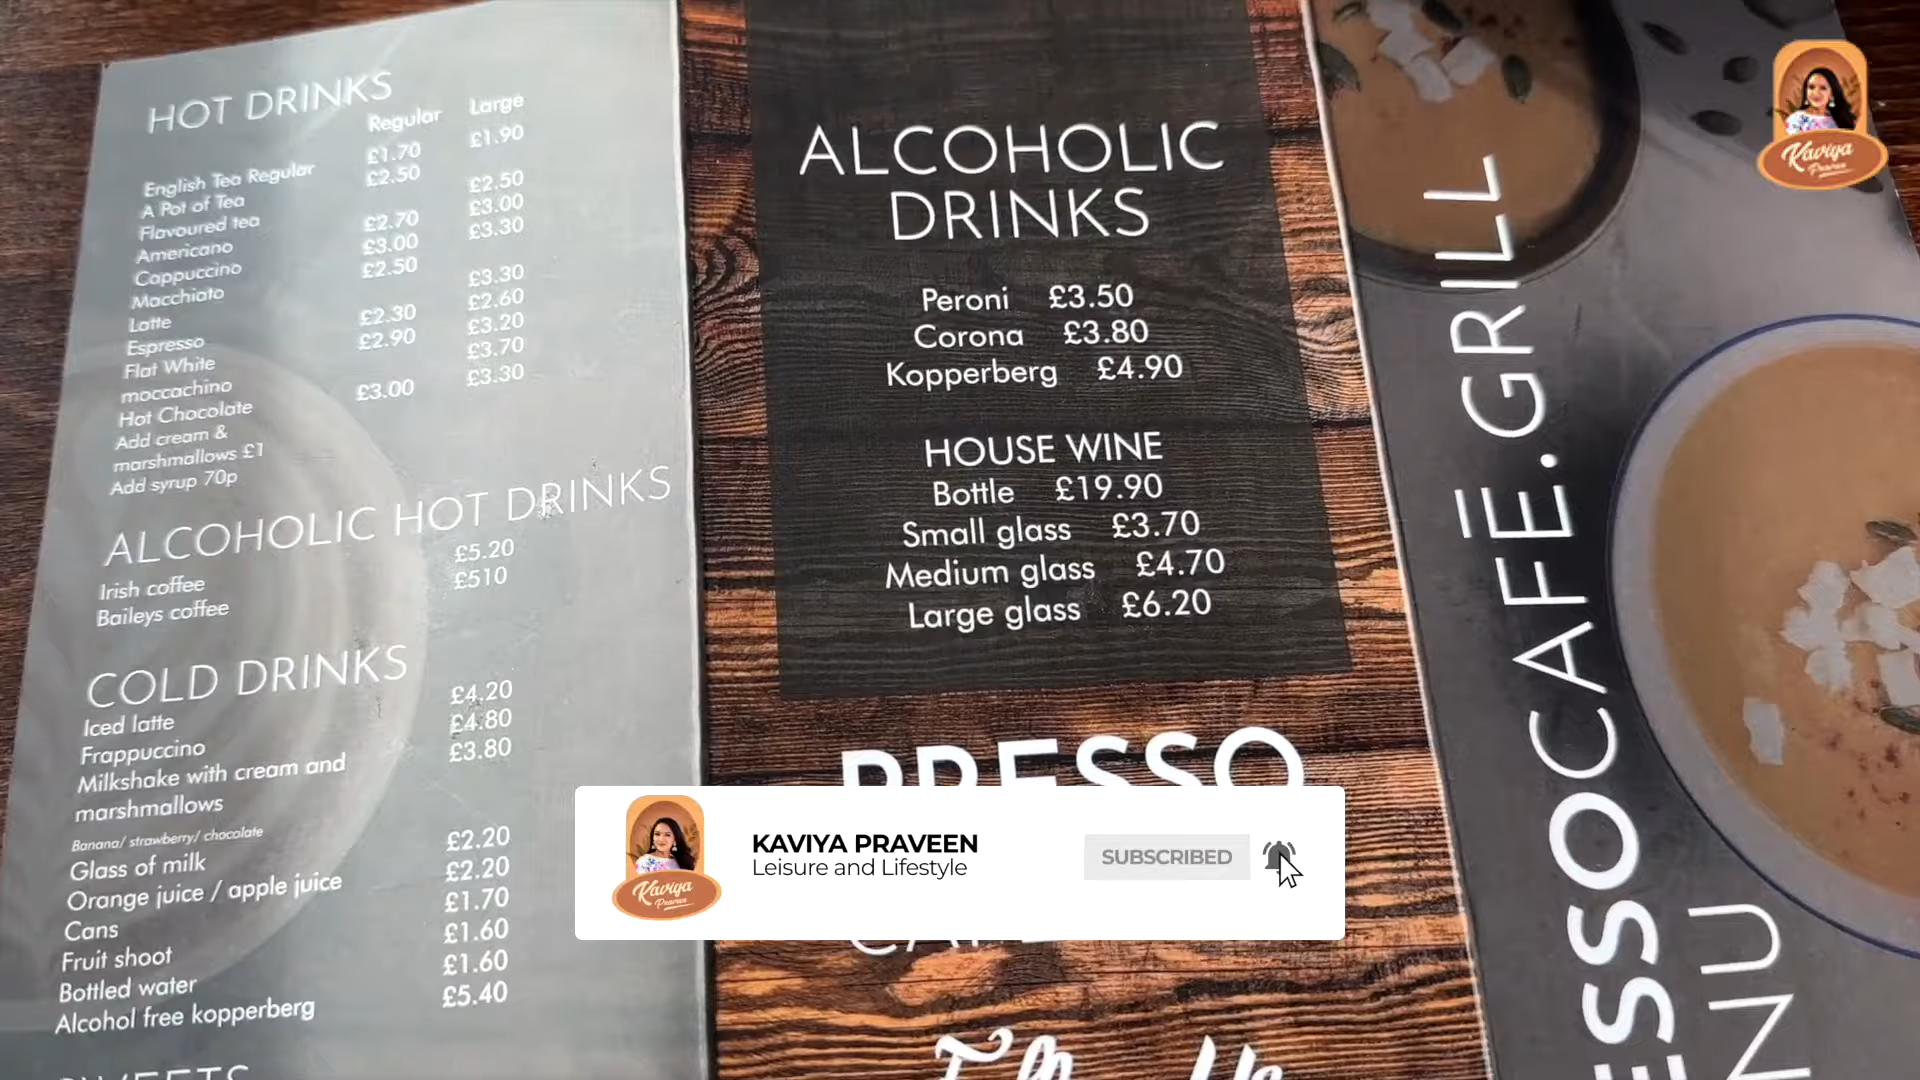 HOT DRINKS
Regular Large
£1.70 £1.90
£2.50
£2.50
£2.70 £3.00
£3.00 £3.30
£2.50
£3.30
£2.30 £2.60
£2.90 £3.20
£3.70
£3.00 £3.30
English Tea Regular
A Pot of Tea
Flavoured tea
Americano
Cappuccino
Macchiato
Latte
Espresso
Flat White
moccachino
Hot Chocolate
Add cream &
marshmallows £1
Add syrup 70p
ALCOHOLIC HOT DRINKS
Irish coffee £5.20
Baileys coffee £510
COLD DRINKS
Iced latte £4.20
Frappuccino £4.80
Milkshake with cream and £3.80
marshmallows
Banana/ strawberry/ chocolate
Glass of milk £2.20
Orange juice / apple juice £2.20
Cans £1.70
Fruit shoot £1.60
Bottled water £1.60
Alcohol free kopperberg £5.40
SWEETS
ALCOHOLIC
DRINKS
Peroni £3.50
Corona £3.80
Kopperberg £4.90
HOUSE WINE
Bottle £19.90
Small glass £3.70
Medium glass £4.70
Large glass £6.20
PRESSO
ESSOCAFĒ.GRILL
NU
Kaviya
Praveen
Kaviya
Praveen
KAVIYA PRAVEEN
Leisure and Lifestyle
SUBSCRIBED